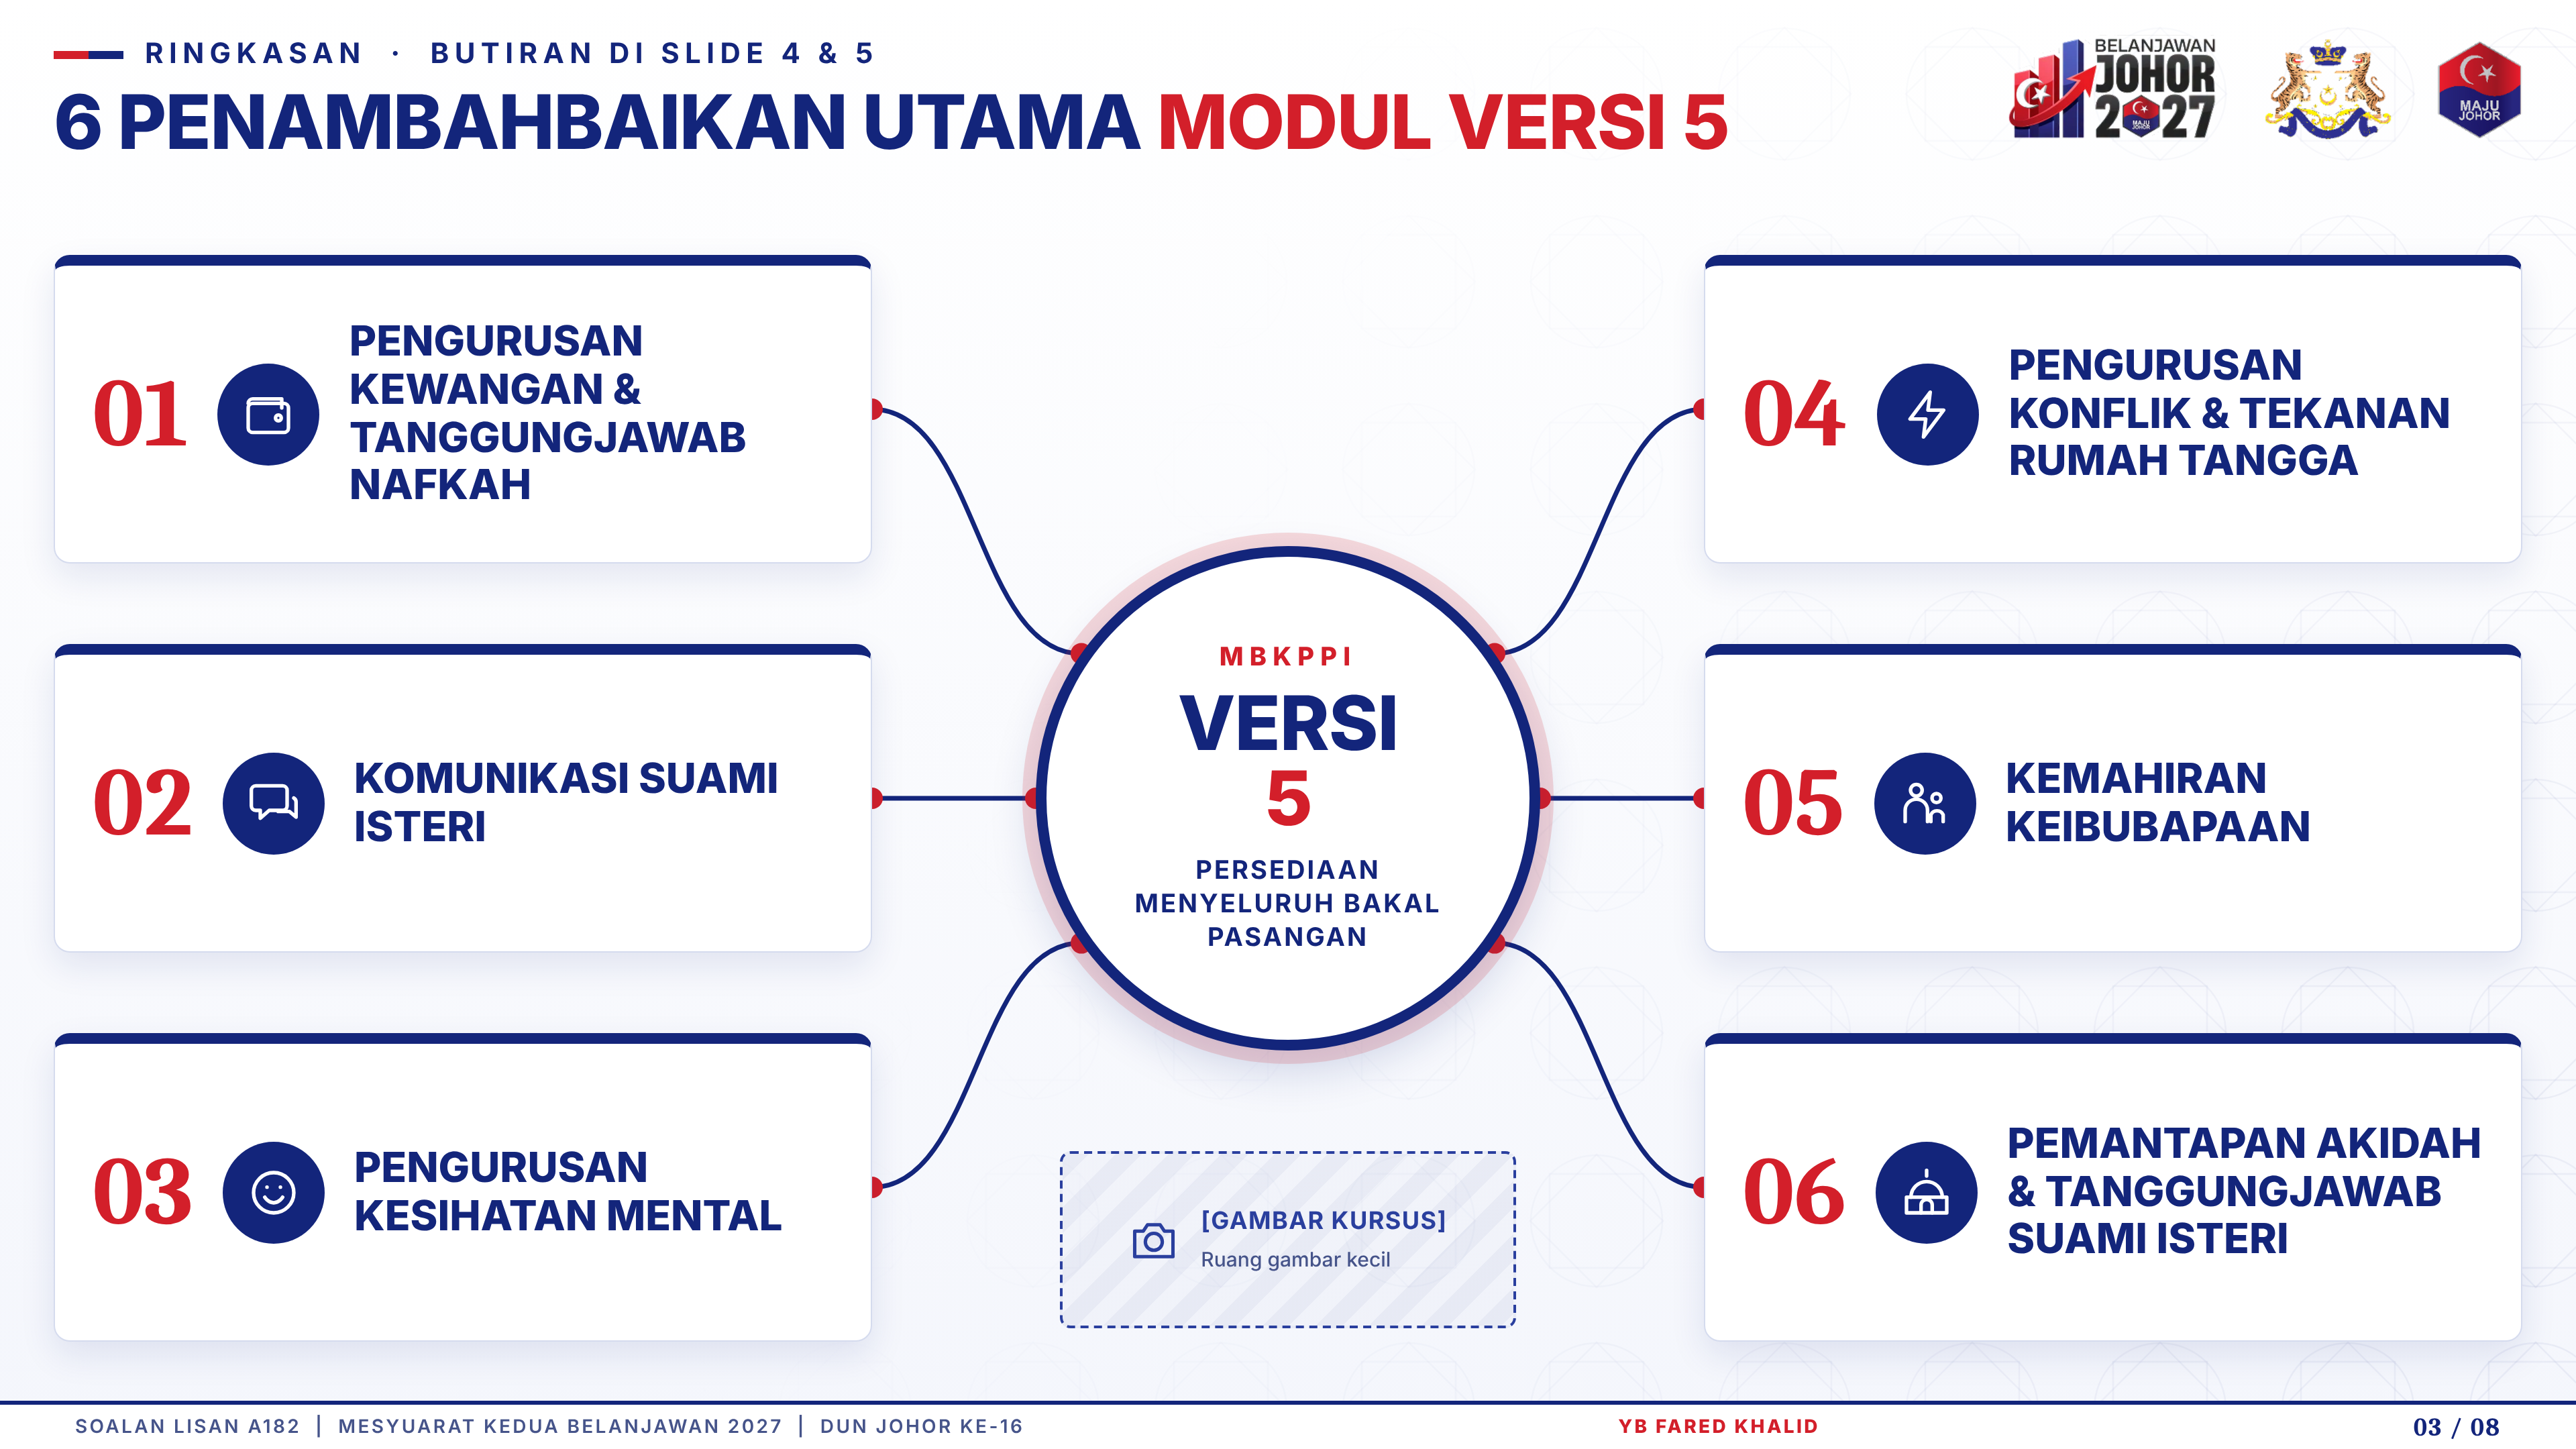 RINGKASAN · BUTIRAN DI SLIDE 4 & 5
6 PENAMBAHBAIKAN UTAMA MODUL VERSI 5
BELANJAWAN
JOHOR
2027
MAJU
JOHOR
MAJU
JOHOR
01
PENGURUSAN
KEWANGAN &
TANGGUNGJAWAB
NAFKAH
02
KOMUNIKASI SUAMI
ISTERI
03
PENGURUSAN
KESIHATAN MENTAL
MBKPPI
VERSI
5
PERSEDIAAN
MENYELURUH BAKAL
PASANGAN
[GAMBAR KURSUS]
Ruang gambar kecil
04
PENGURUSAN
KONFLIK & TEKANAN
RUMAH TANGGA
05
KEMAHIRAN
KEIBUBAPAAN
06
PEMANTAPAN AKIDAH
& TANGGUNGJAWAB
SUAMI ISTERI
SOALAN LISAN A182 | MESYUARAT KEDUA BELANJAWAN 2027 | DUN JOHOR KE-16
YB FARED KHALID
03 / 08